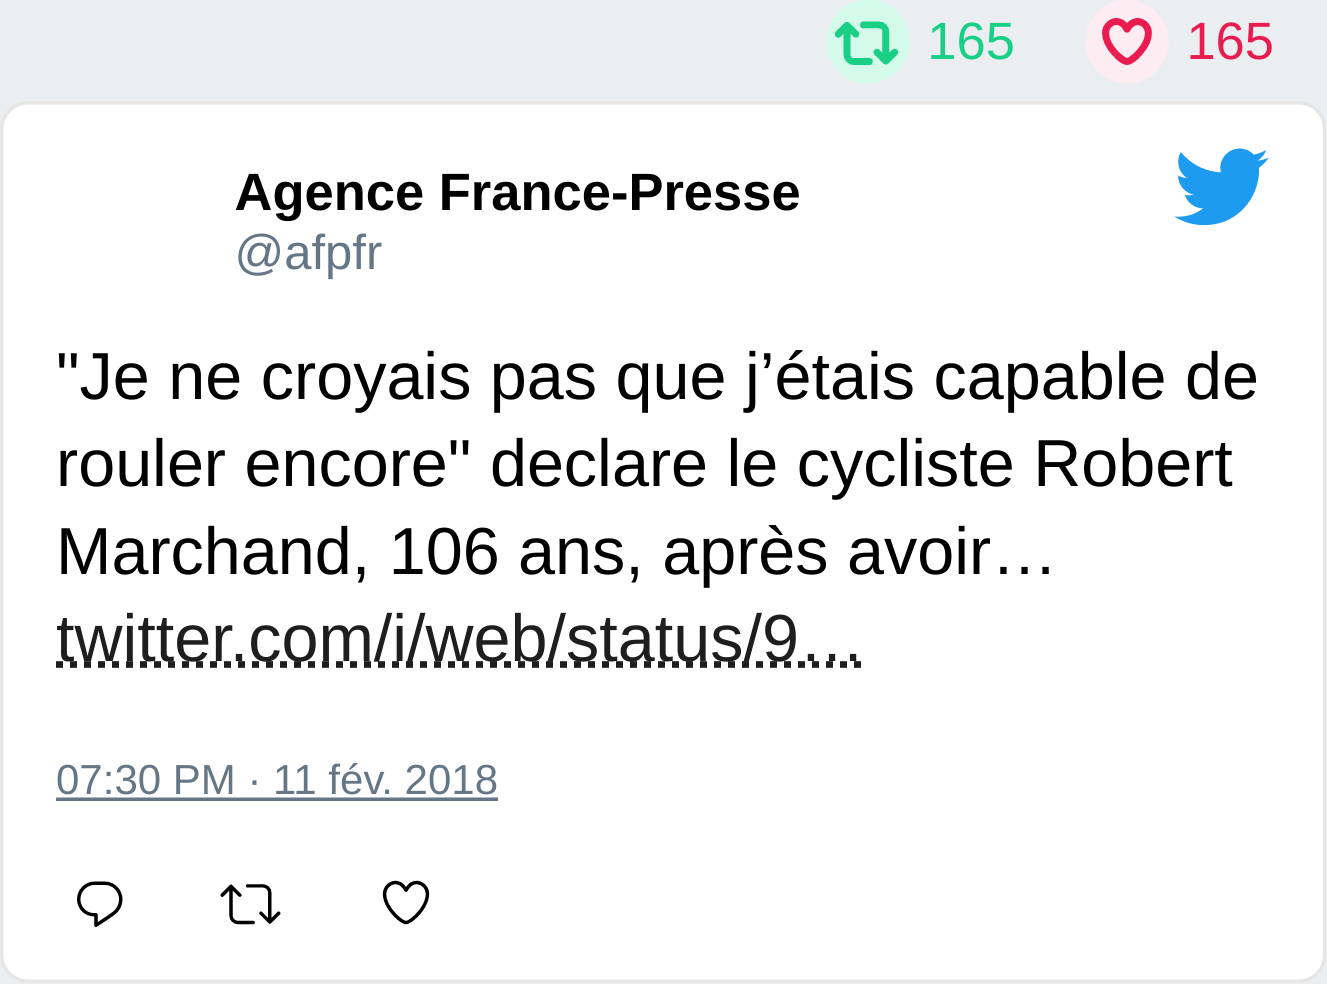 165 165
Agence France-Presse
@afpfr
"Je ne croyais pas que j’étais capable de
rouler encore" declare le cycliste Robert
Marchand, 106 ans, après avoir…
twitter.com/i/web/status/9…
07:30 PM · 11 fév. 2018